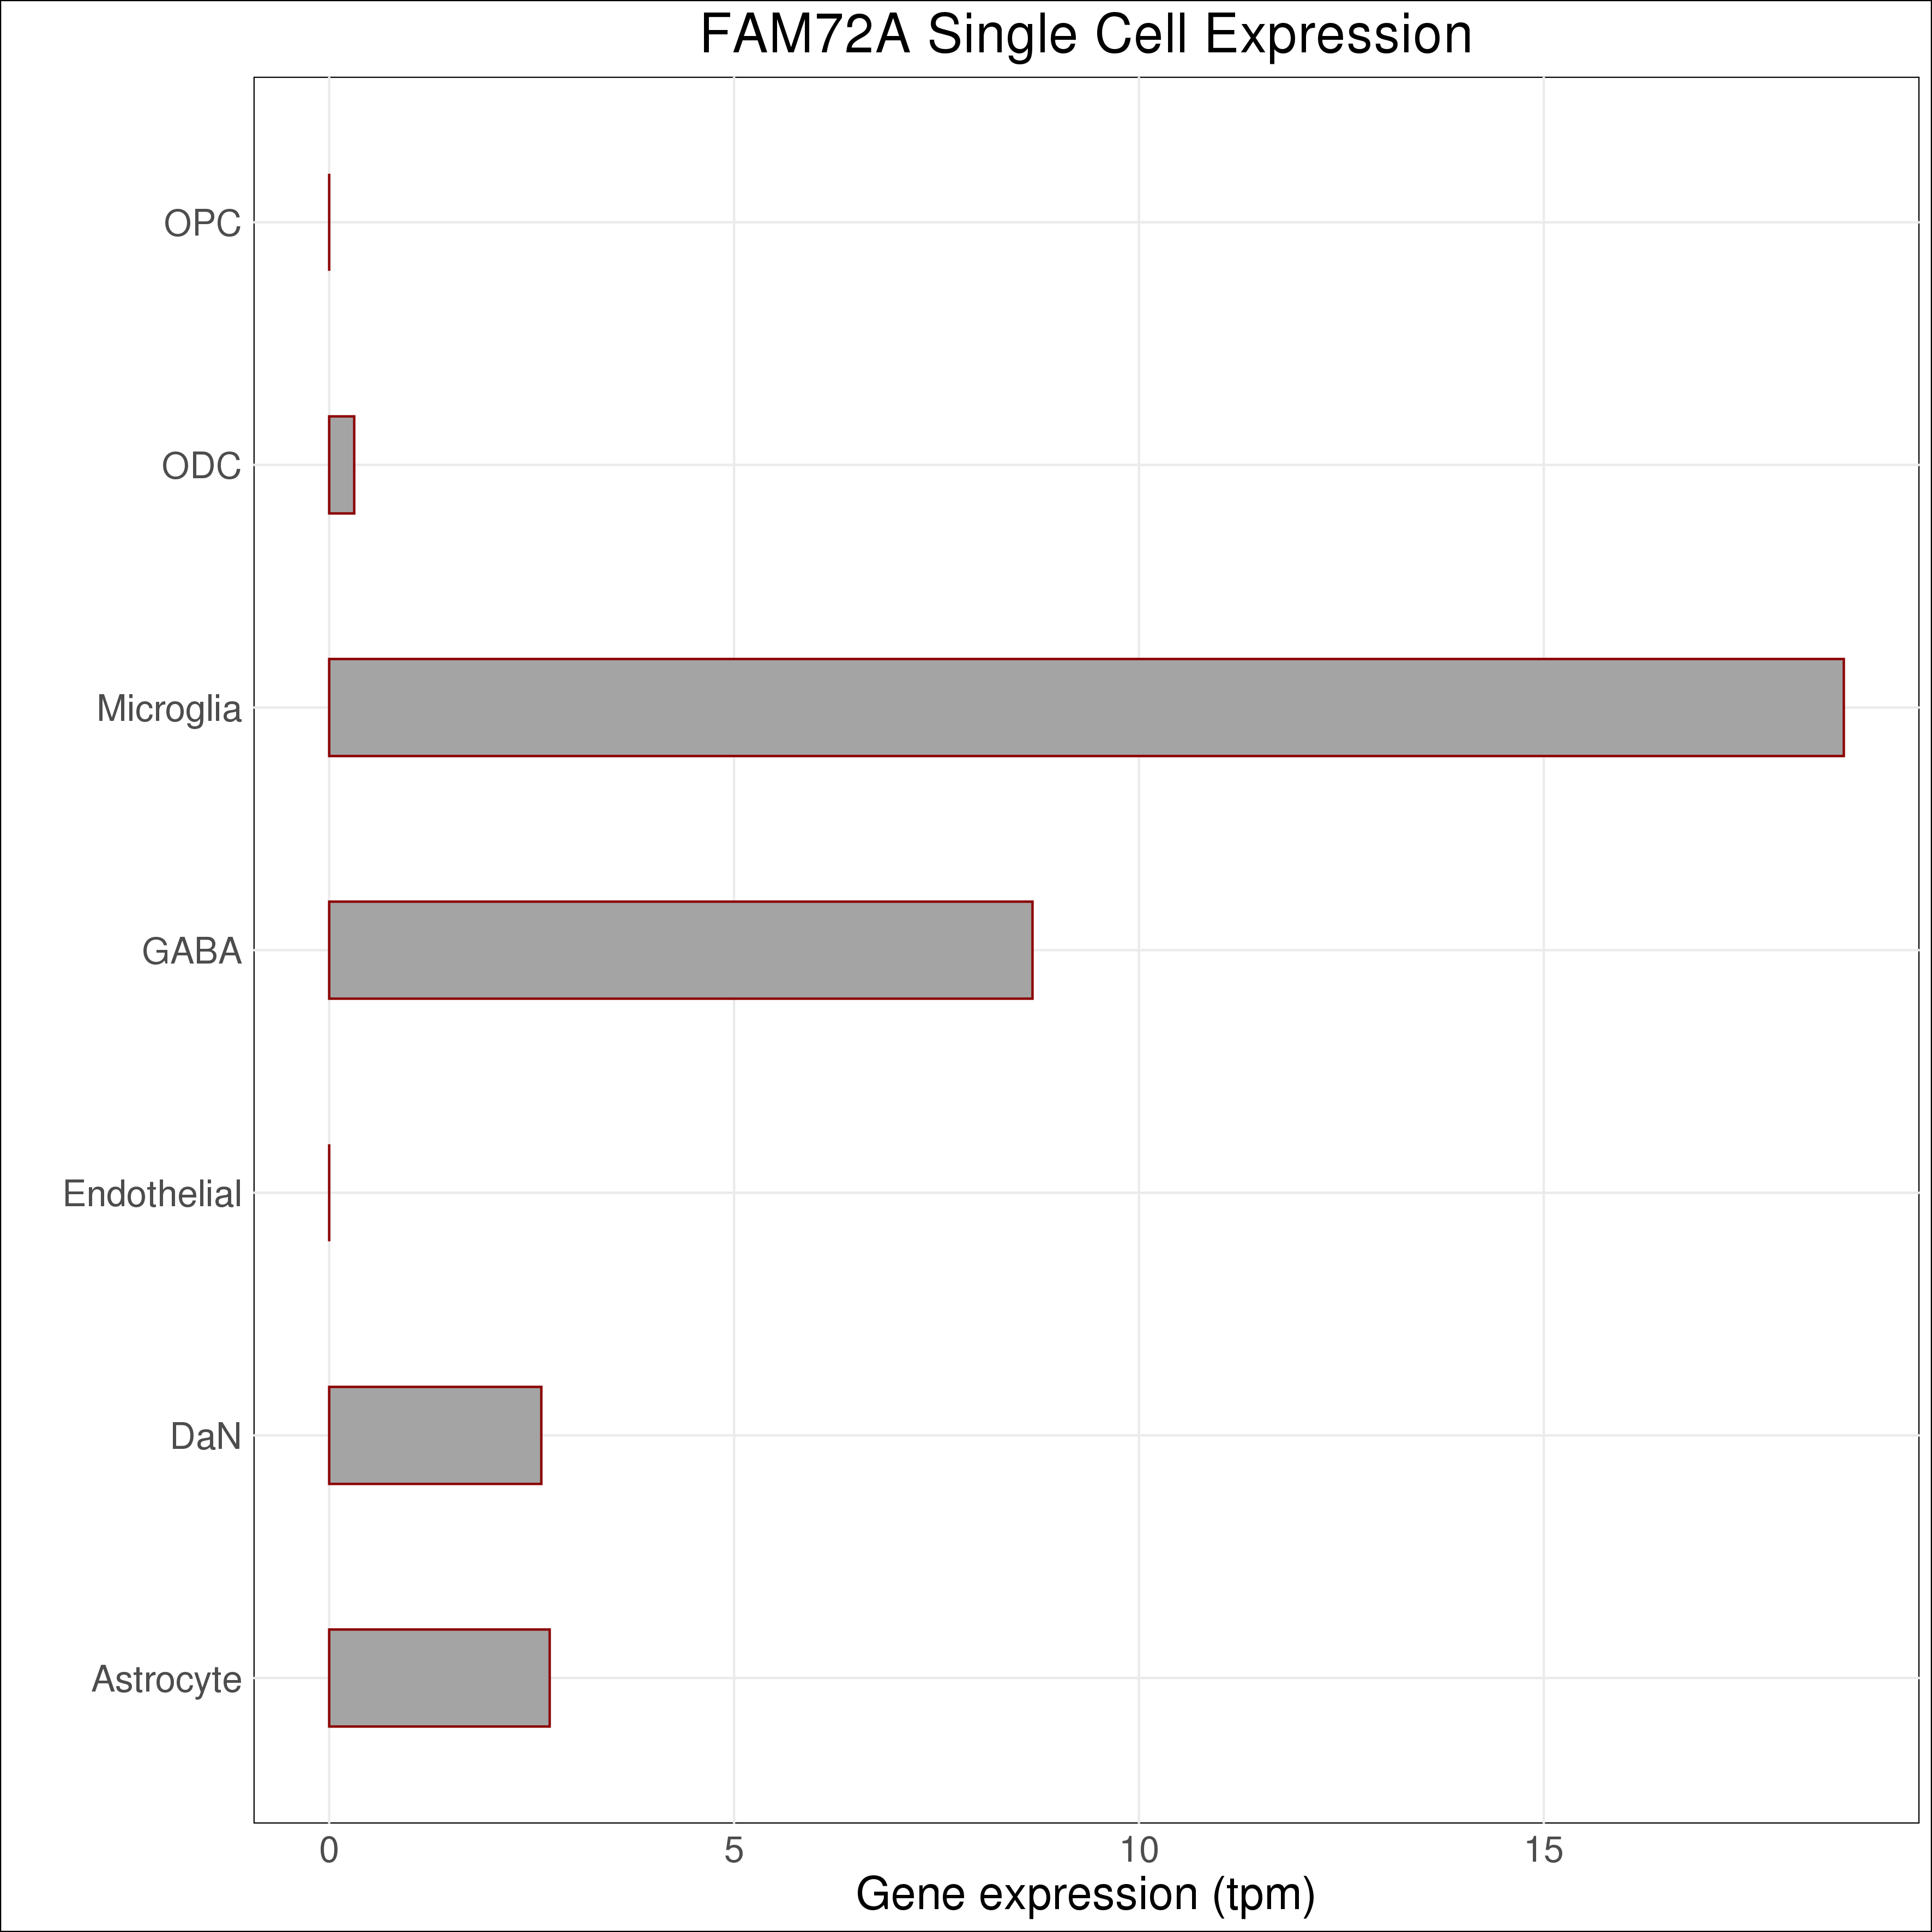 FAM72A Single Cell Expression
OPC
ODC
Microglia
GABA
Endothelial
DaN
Astrocyte
0 5 10 15
Gene expression (tpm)